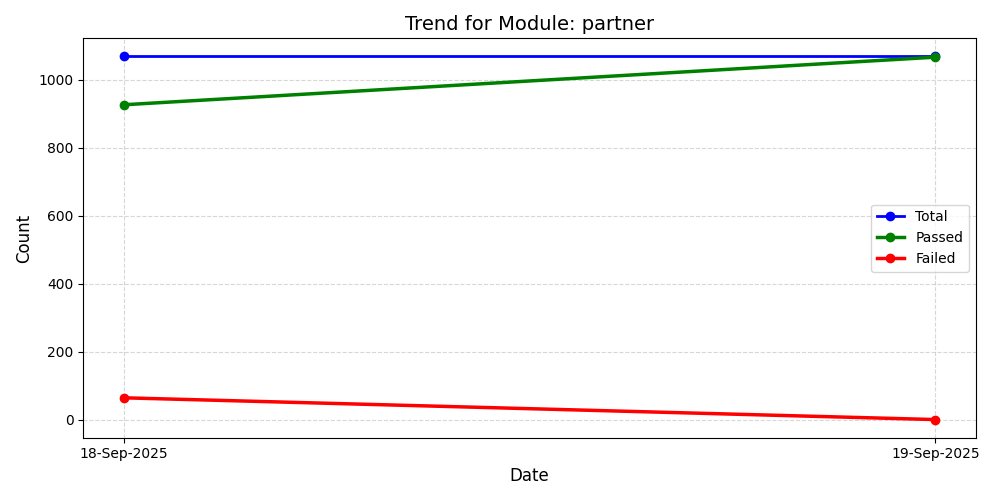 Trend for Module: partner
Count
1000
800
600
400
200
0
Total
Passed
Failed
18-Sep-2025
19-Sep-2025
Date